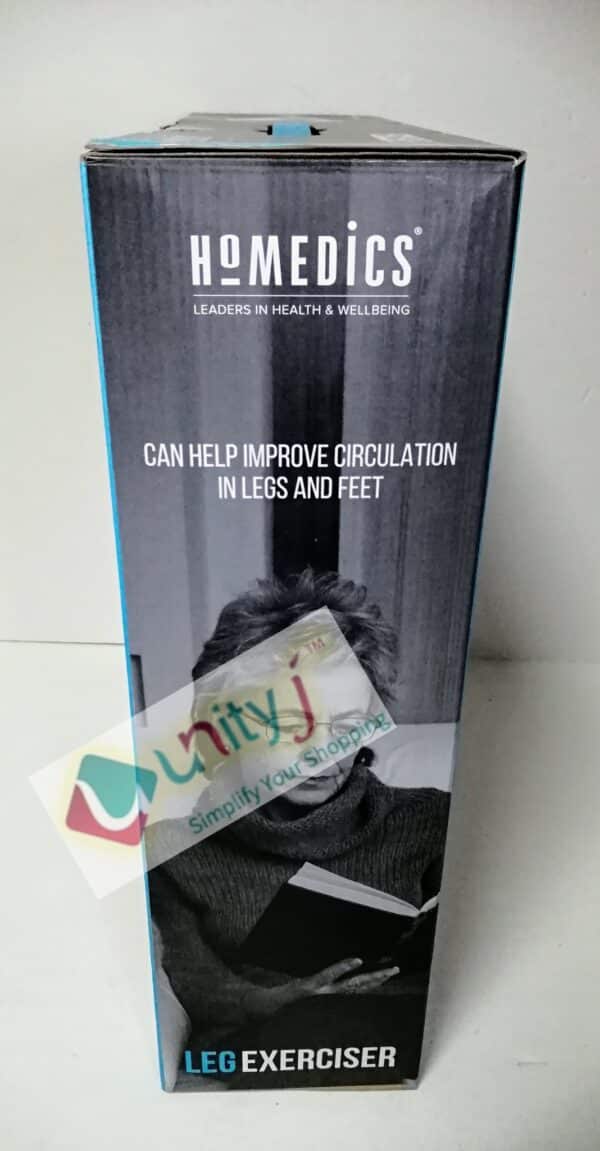 HOMEDICS®
LEADERS IN HEALTH & WELLBEING
CAN HELP IMPROVE CIRCULATION
IN LEGS AND FEET
unityj™
Simplify Your Shopping
LEG EXERCISER